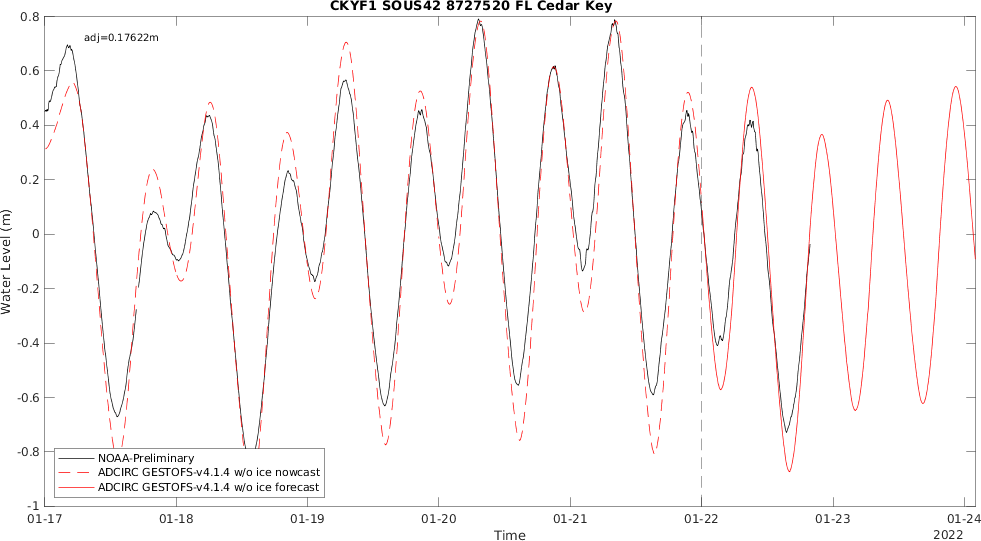 CKYF1 SOUS42 8727520 FL Cedar Key
adj=0.17622m
0.8
0.6
0.4
0.2
0
-0.2
-0.4
-0.6
-0.8
-1
Water Level (m)
NOAA-Preliminary
ADCIRC GESTOFS-v4.1.4 w/o ice nowcast
ADCIRC GESTOFS-v4.1.4 w/o ice forecast
01-17 01-18 01-19 01-20 01-21 01-22 01-23 01-24
Time
2022